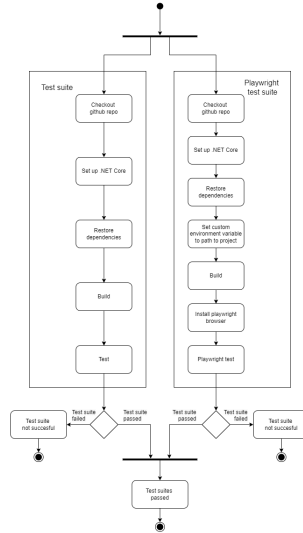 Test suite
Playwright
test suite
Checkout
github repo
Checkout
github repo
Set up .NET Core
Set up .NET Core
Restore
dependencies
Restore
dependencies
Set custom
environment variable
to path to project
Build
Build
Install playwright
browser
Test
Playwright test
Test suite
failed
Test suite
passed
Test suite
passed
Test suite
failed
Test suite
not succesful
Test suite
not succesful
Test suites
passed